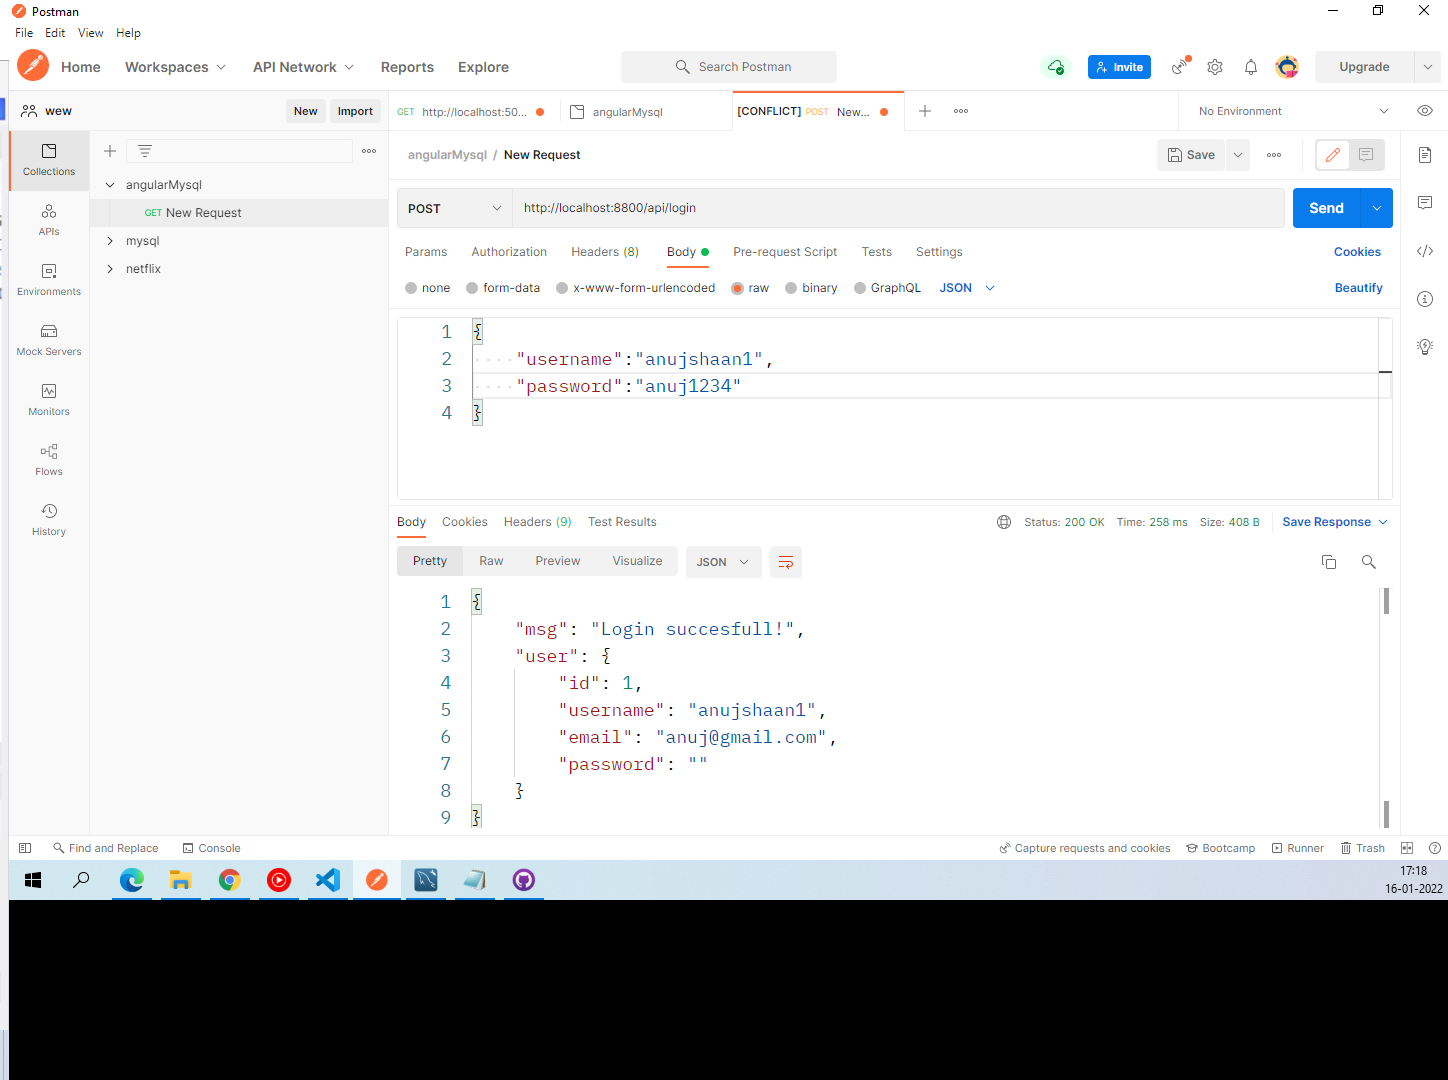 Postman
File Edit View Help
Home Workspaces API Network Reports Explore Search Postman Invite Upgrade
wew New Import GET http://localhost:50... angularMysql [CONFLICT] POST New... No Environment
angularMysql / New Request Save
Collections
APIs
Environments
Mock Servers
Monitors
Flows
History
angularMysql
GET New Request
mysql
netflix
POST http://localhost:8800/api/login Send
Params Authorization Headers (8) Body Pre-request Script Tests Settings Cookies
none form-data x-www-form-urlencoded raw binary GraphQL JSON Beautify
1 {
2 "username":"anujshaan1",
3 "password":"anuj1234"
4 }
Body Cookies Headers (9) Test Results Status: 200 OK Time: 258 ms Size: 408 B Save Response
Pretty Raw Preview Visualize JSON
1 {
2 "msg": "Login succesfull!",
3 "user": {
4 "id": 1,
5 "username": "anujshaan1",
6 "email": "anuj@gmail.com",
7 "password": ""
8 }
9 }
Find and Replace Console Capture requests and cookies Bootcamp Runner Trash
17:18
16-01-2022